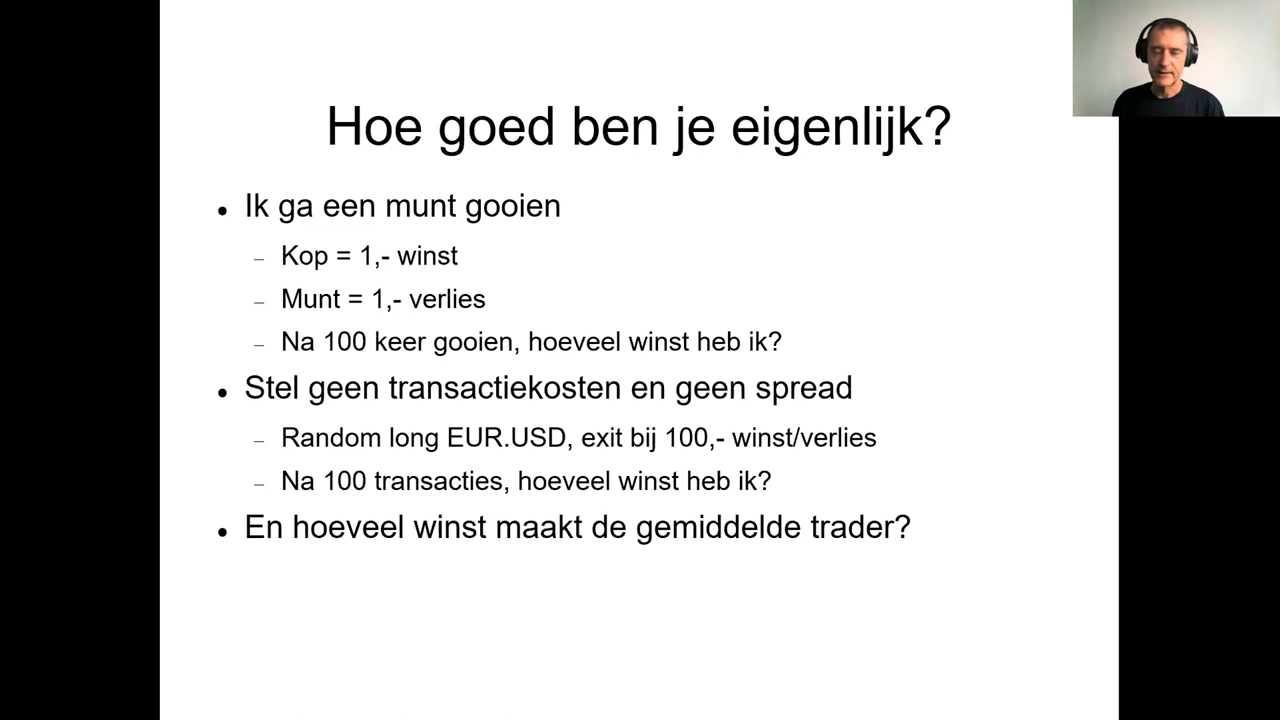 Hoe goed ben je eigenlijk?
● Ik ga een munt gooien
– Kop = 1,- winst
– Munt = 1,- verlies
– Na 100 keer gooien, hoeveel winst heb ik?
● Stel geen transactiekosten en geen spread
– Random long EUR.USD, exit bij 100,- winst/verlies
– Na 100 transacties, hoeveel winst heb ik?
● En hoeveel winst maakt de gemiddelde trader?